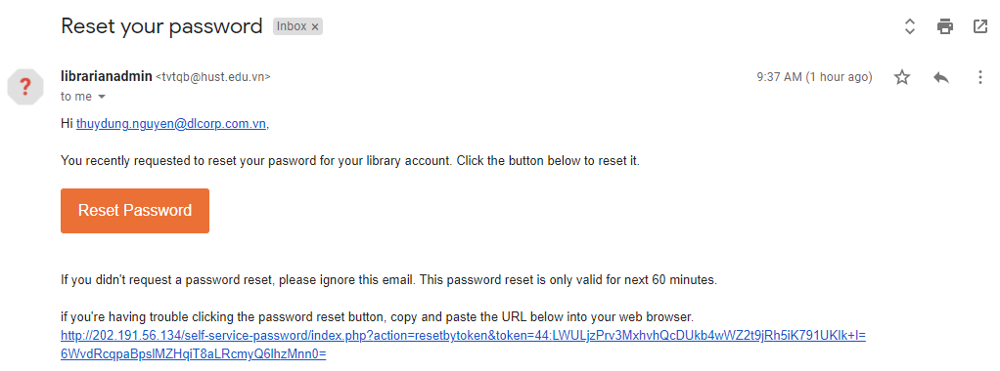 Reset your password Inbox x
librarianadmin <tvtqb@hust.edu.vn> 9:37 AM (1 hour ago)
?
to me
Hi thuydung.nguyen@dlcorp.com.vn,
You recently requested to reset your pasword for your library account. Click the button below to reset it.
Reset Password
If you didn't request a password reset, please ignore this email. This password reset is only valid for next 60 minutes.
if you're having trouble clicking the password reset button, copy and paste the URL below into your web browser.
http://202.191.56.134/self-service-password/index.php?action=resetbytoken&token=44:LWULjzPrv3MxhvhQcDUkb4wWZ2t9jRh5iK791UKIk+I=
6WvdRcqpaBpslMZHqiT8aLRcmyQ6IhzMnn0=